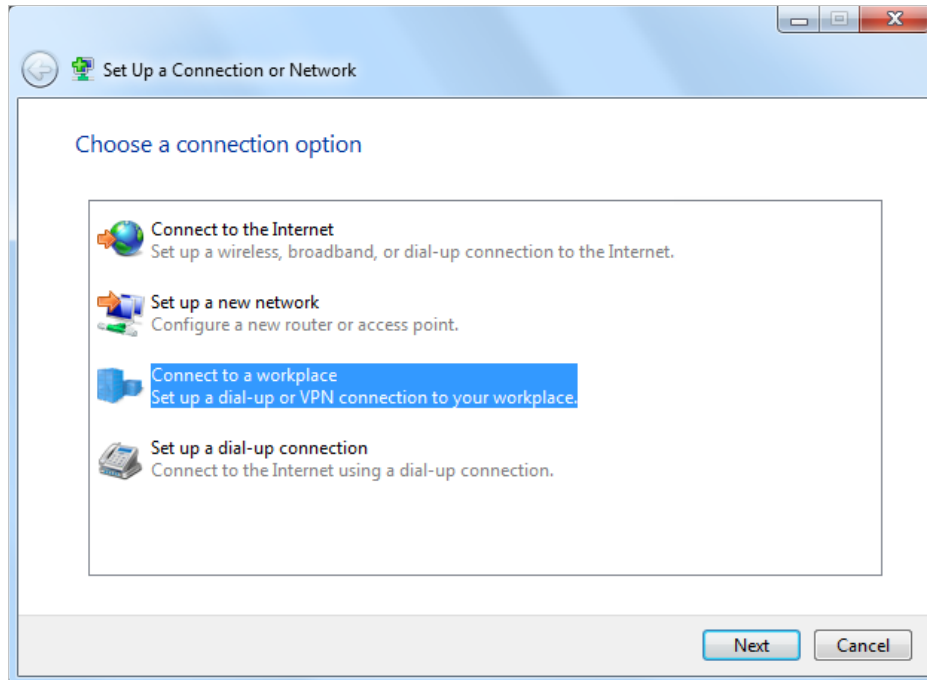 Set Up a Connection or Network
Choose a connection option
Connect to the Internet
Set up a wireless, broadband, or dial-up connection to the Internet.
Set up a new network
Configure a new router or access point.
Connect to a workplace
Set up a dial-up or VPN connection to your workplace.
Set up a dial-up connection
Connect to the Internet using a dial-up connection.
Next Cancel